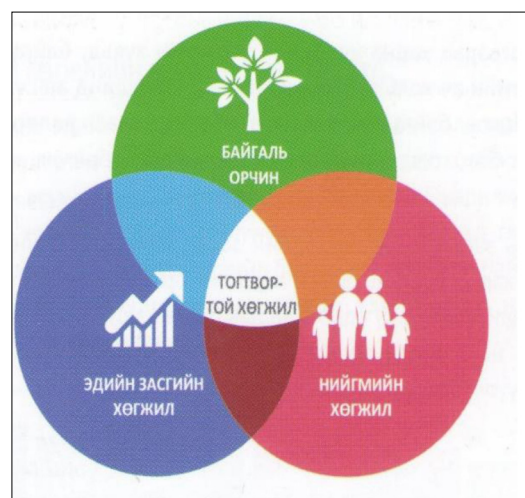 БАЙГАЛЬ
ОРЧИН
ТОГТВОР-
ТОЙ ХӨГЖИЛ
ЭДИЙН ЗАСГИЙН
ХӨГЖИЛ
НИЙГМИЙН
ХӨГЖИЛ